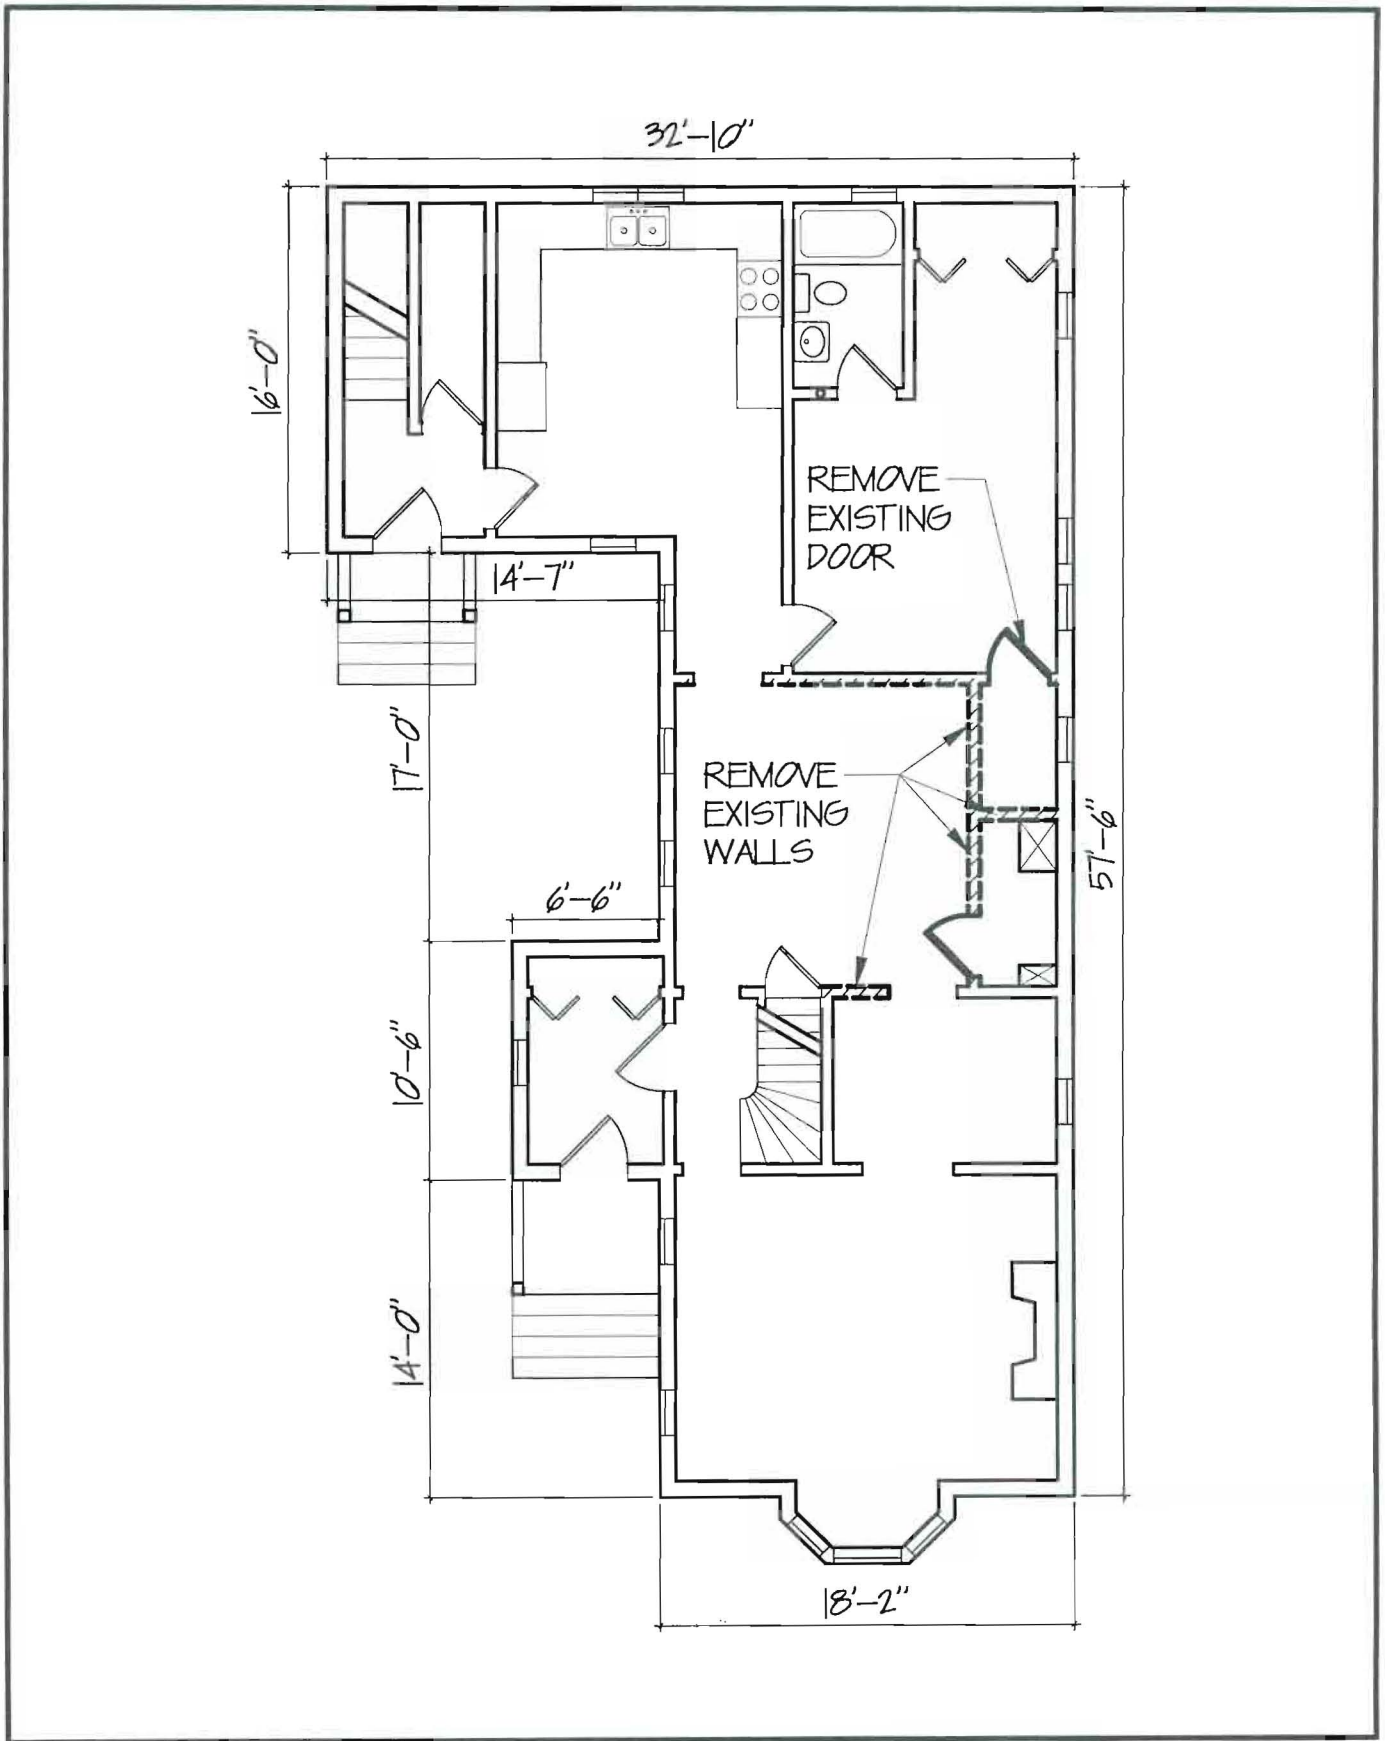 32'-10"
16'-0"
REMOVE
EXISTING
DOOR
14'-7"
17'-0"
REMOVE
EXISTING
WALLS
57'-6"
6'-6"
10'-6"
14'-0"
18'-2"